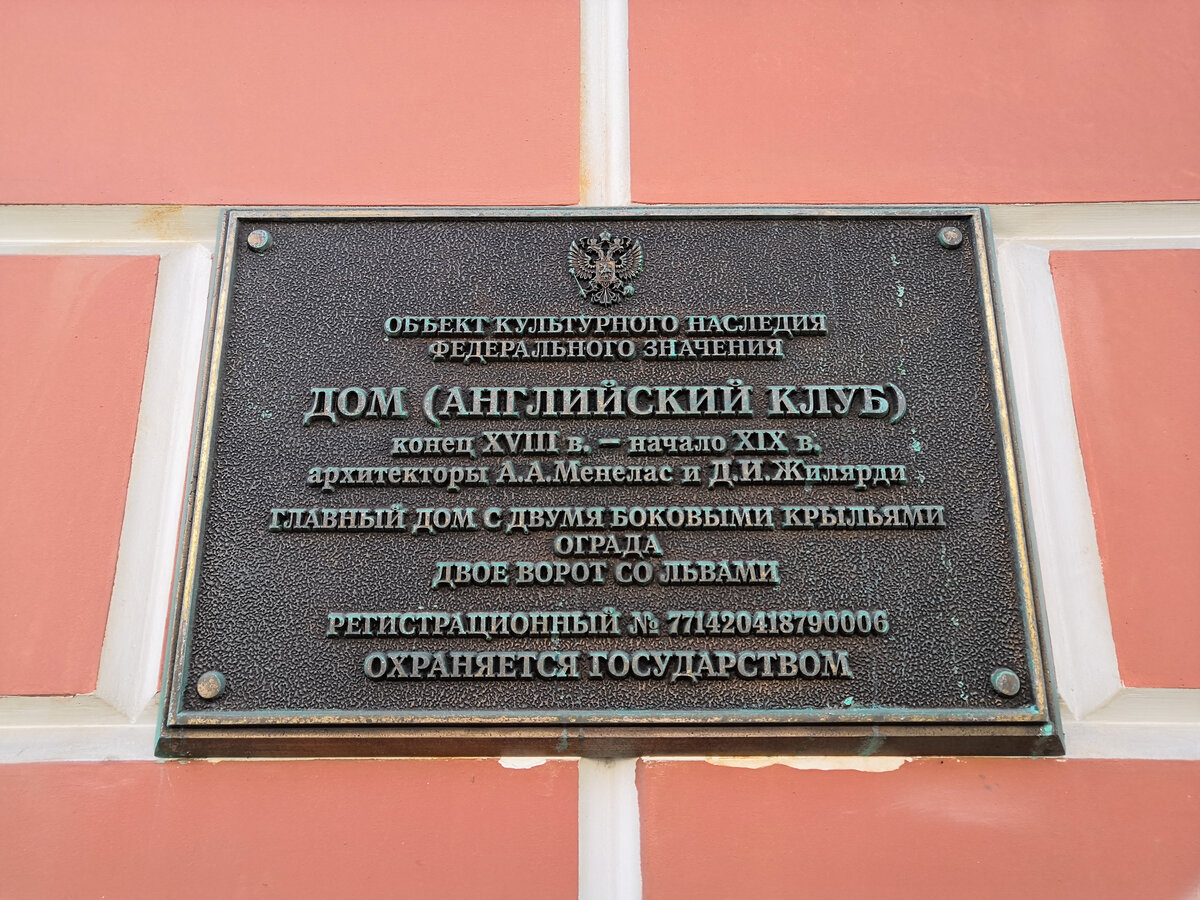 ОБЪЕКТ КУЛЬТУРНОГО НАСЛЕДИЯ
ФЕДЕРАЛЬНОГО ЗНАЧЕНИЯ
ДОМ (АНГЛИЙСКИЙ КЛУБ)
конец XVIII в. – начало XIX в.
архитекторы А.А.Менелас и Д.И.Жилярди
ГЛАВНЫЙ ДОМ С ДВУМЯ БОКОВЫМИ КРЫЛЬЯМИ
ОГРАДА
ДВОЕ ВОРОТ СО ЛЬВАМИ
РЕГИСТРАЦИОННЫЙ № 771420418790006
ОХРАНЯЕТСЯ ГОСУДАРСТВОМ